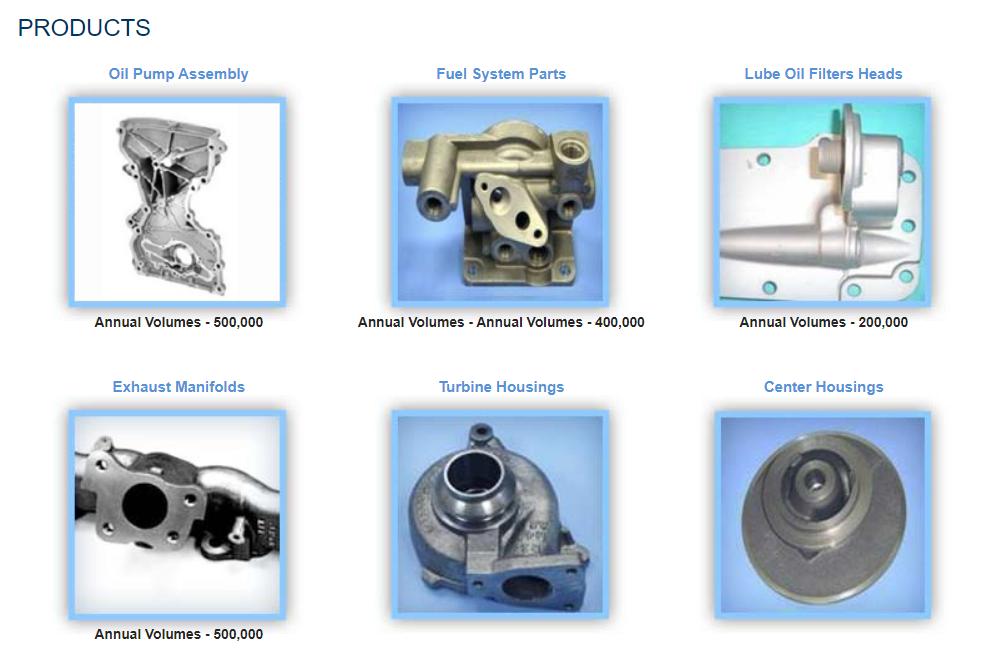 PRODUCTS
Oil Pump Assembly
Fuel System Parts
Lube Oil Filters Heads
Annual Volumes - 500,000
Annual Volumes - Annual Volumes - 400,000
Annual Volumes - 200,000
Exhaust Manifolds
Turbine Housings
Center Housings
Annual Volumes - 500,000